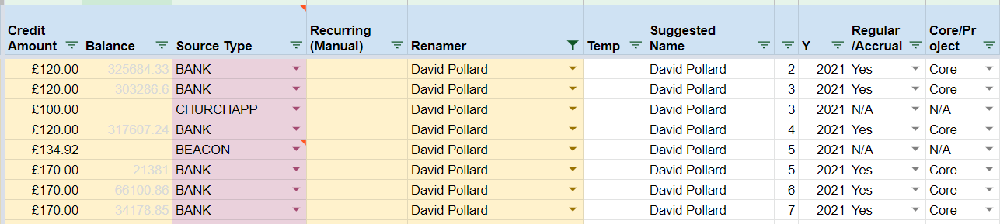 Credit Amount Balance Source Type Recurring (Manual) Renamer Temp Suggested Name Y Regular /Accrual Core/Pr oject
£120.00 325684.33 BANK David Pollard David Pollard 2 2021 Yes Core
£120.00 303286.6 BANK David Pollard David Pollard 3 2021 Yes Core
£100.00 CHURCHAPP David Pollard David Pollard 3 2021 N/A N/A
£120.00 317607.24 BANK David Pollard David Pollard 4 2021 Yes Core
£134.92 BEACON David Pollard David Pollard 5 2021 N/A N/A
£170.00 21381 BANK David Pollard David Pollard 5 2021 Yes Core
£170.00 66100.86 BANK David Pollard David Pollard 6 2021 Yes Core
£170.00 34178.85 BANK David Pollard David Pollard 7 2021 Yes Core